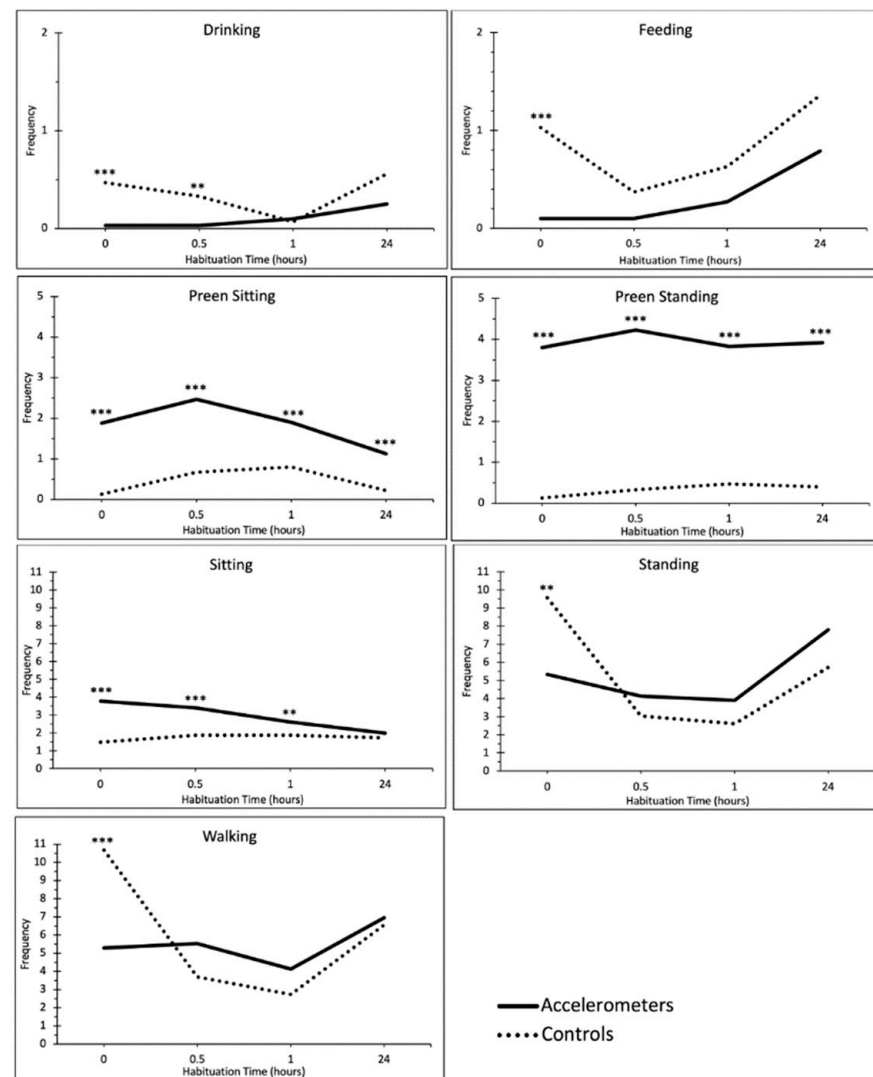 Drinking
2
1
0
Frequency
***
**
0 0.5 1 24
Habituation Time (hours)
Feeding
2
1
0
Frequency
***
0 0.5 1 24
Habituation Time (hours)
Preen Sitting
5
4
3
2
1
0
Frequency
***
***
***
***
0 0.5 1 24
Habituation Time (hours)
Preen Standing
5
4
3
2
1
0
Frequency
***
***
***
***
0 0.5 1 24
Habituation Time (hours)
Sitting
11
10
9
8
7
6
5
4
3
2
1
0
Frequency
***
***
**
0 0.5 1 24
Habituation Time (hours)
Standing
11
10
9
8
7
6
5
4
3
2
1
0
Frequency
**
0 0.5 1 24
Habituation Time (hours)
Walking
11
10
9
8
7
6
5
4
3
2
1
0
Frequency
***
0 0.5 1 24
Habituation Time (hours)
Accelerometers
Controls